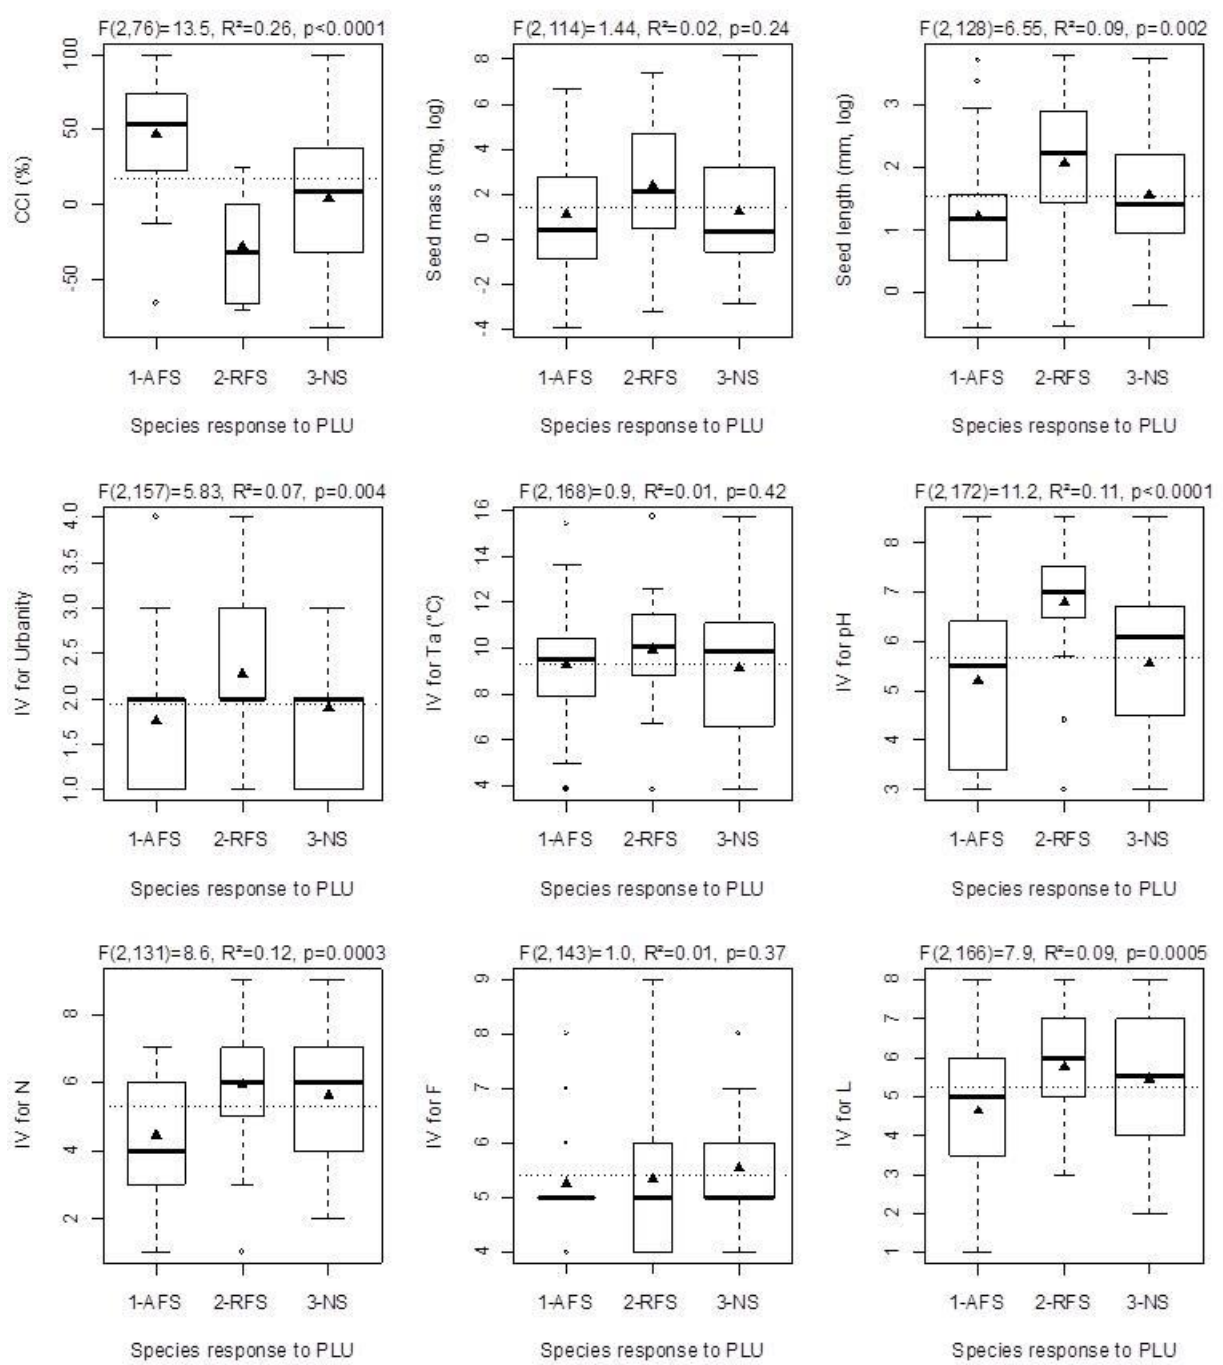 F(2,76)=13.5, R²=0.26, p<0.0001
F(2,114)=1.44, R²=0.02, p=0.24
F(2,128)=6.55, R²=0.09, p=0.002
CCI (%)
100
50
0
-50
Seed mass (mg, log)
8
6
4
2
0
-2
-4
Seed length (mm, log)
3
2
1
0
1-AFS 2-RFS 3-NS
1-AFS 2-RFS 3-NS
1-AFS 2-RFS 3-NS
Species response to PLU
Species response to PLU
Species response to PLU
F(2,157)=5.83, R²=0.07, p=0.004
F(2,168)=0.9, R²=0.01, p=0.42
F(2,172)=11.2, R²=0.11, p<0.0001
IV for Urbanity
4.0
3.5
3.0
2.5
2.0
1.5
1.0
IV for Ta (°C)
16
14
12
10
8
6
4
IV for pH
8
7
6
5
4
3
1-AFS 2-RFS 3-NS
1-AFS 2-RFS 3-NS
1-AFS 2-RFS 3-NS
Species response to PLU
Species response to PLU
Species response to PLU
F(2,131)=8.6, R²=0.12, p=0.0003
F(2,143)=1.0, R²=0.01, p=0.37
F(2,166)=7.9, R²=0.09, p=0.0005
IV for N
8
6
4
2
IV for F
9
8
7
6
5
4
IV for L
8
7
6
5
4
3
2
1
1-AFS 2-RFS 3-NS
1-AFS 2-RFS 3-NS
1-AFS 2-RFS 3-NS
Species response to PLU
Species response to PLU
Species response to PLU